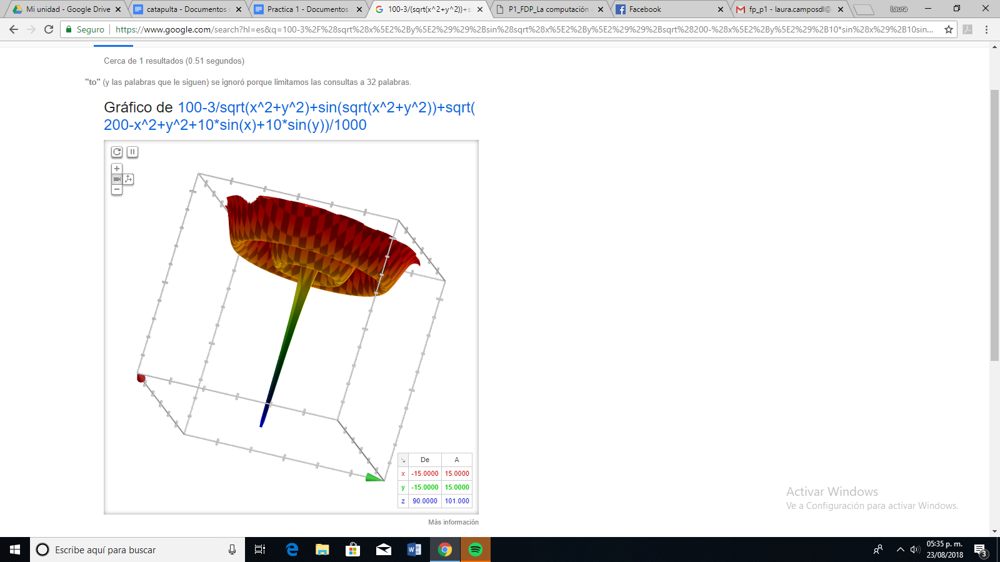 Mi unidad - Google Drive
catapulta - Documentos
Practica 1 - Documentos
100-3/(sqrt(x^2+y^2))+s
P1_FDP_La computación
Facebook
fp_p1 - laura.camposdl@
Laura
Seguro
https://www.google.com/search?hl=es&q=100-3%2F%28sqrt%28x%5E2%2By%5E2%29%29%2Bsin%28sqrt%28x%5E2%2By%5E2%29%29%2Bsqrt%28200-%28x%5E2%2By%5E2%29%2B10*sin%28x%29%2B10sin...
Cerca de 1 resultados (0.51 segundos)
"to" (y las palabras que le siguen) se ignoró porque limitamos las consultas a 32 palabras.
Gráfico de 100-3/sqrt(x^2+y^2)+sin(sqrt(x^2+y^2))+sqrt(
200-x^2+y^2+10*sin(x)+10*sin(y))/1000
De A
x -15.0000 15.0000
y -15.0000 15.0000
z 90.0000 101.000
Más información
Activar Windows
Ve a Configuración para activar Windows.
Escribe aquí para buscar
05:35 p. m.
23/08/2018
3